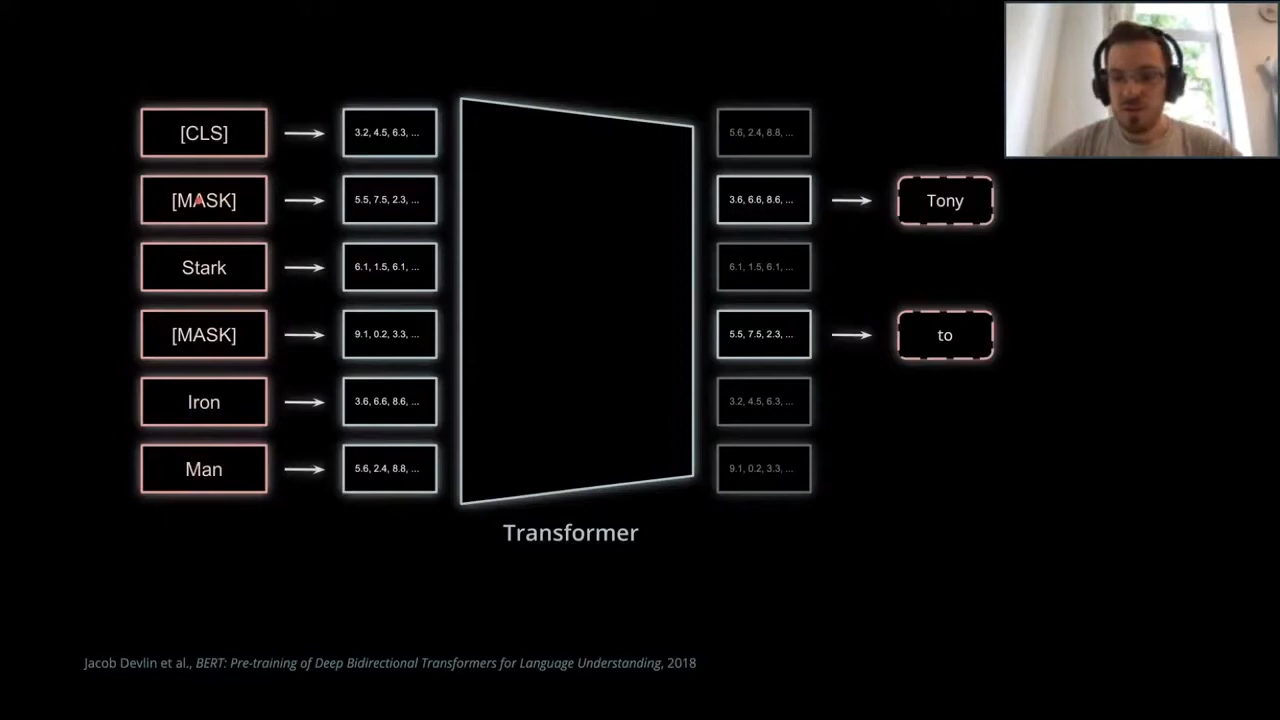 [CLS] 3.2, 4.5, 6.3, ... 5.6, 2.4, 8.8, ...
[MASK] 5.5, 7.5, 2.3, ... 3.6, 6.6, 8.6, ... Tony
Stark 6.1, 1.5, 6.1, ... 6.1, 1.5, 6.1, ...
[MASK] 9.1, 0.2, 3.3, ... 5.5, 7.5, 2.3, ... to
Iron 3.6, 6.6, 8.6, ... 3.2, 4.5, 6.3, ...
Man 5.6, 2.4, 8.8, ... 9.1, 0.2, 3.3, ...
Transformer
Jacob Devlin et al., BERT: Pre-training of Deep Bidirectional Transformers for Language Understanding, 2018